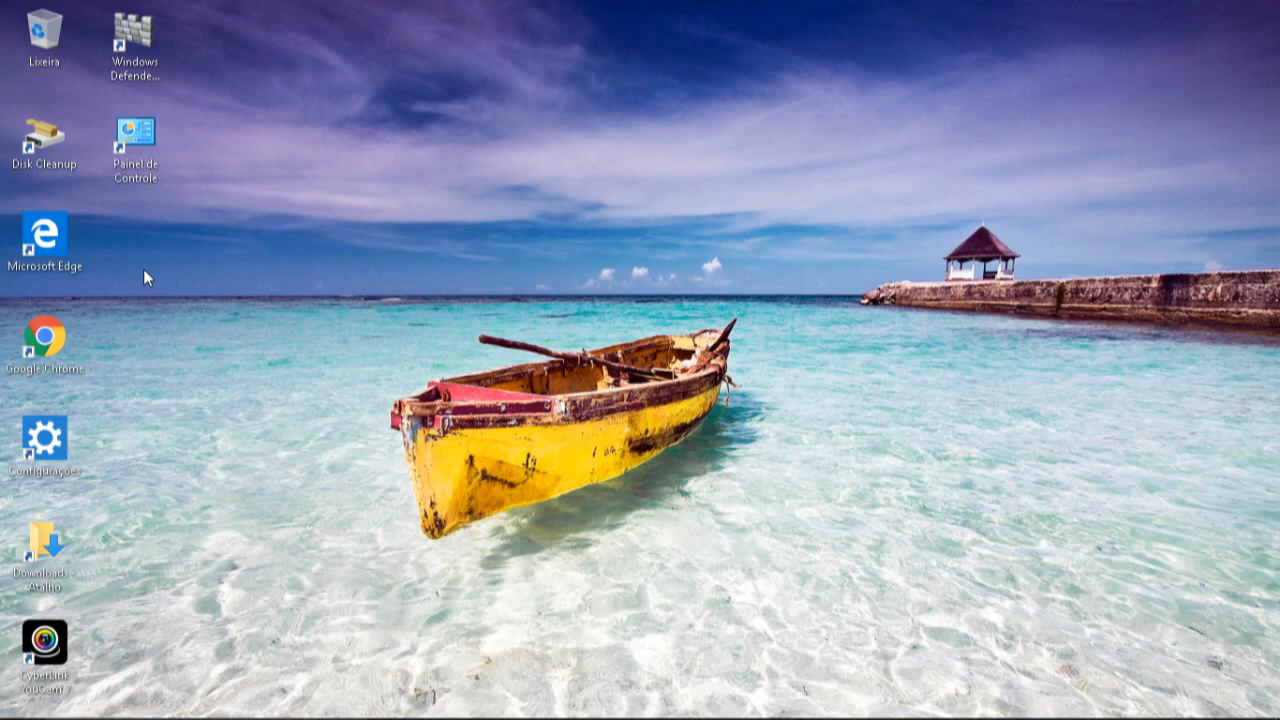 Lixeira
Windows
Defende...
Disk Cleanup
Painel de
Controle
Microsoft Edge
Google Chrome
Configurações
Downloads -
Atalho
CyberLink
YouCam 7